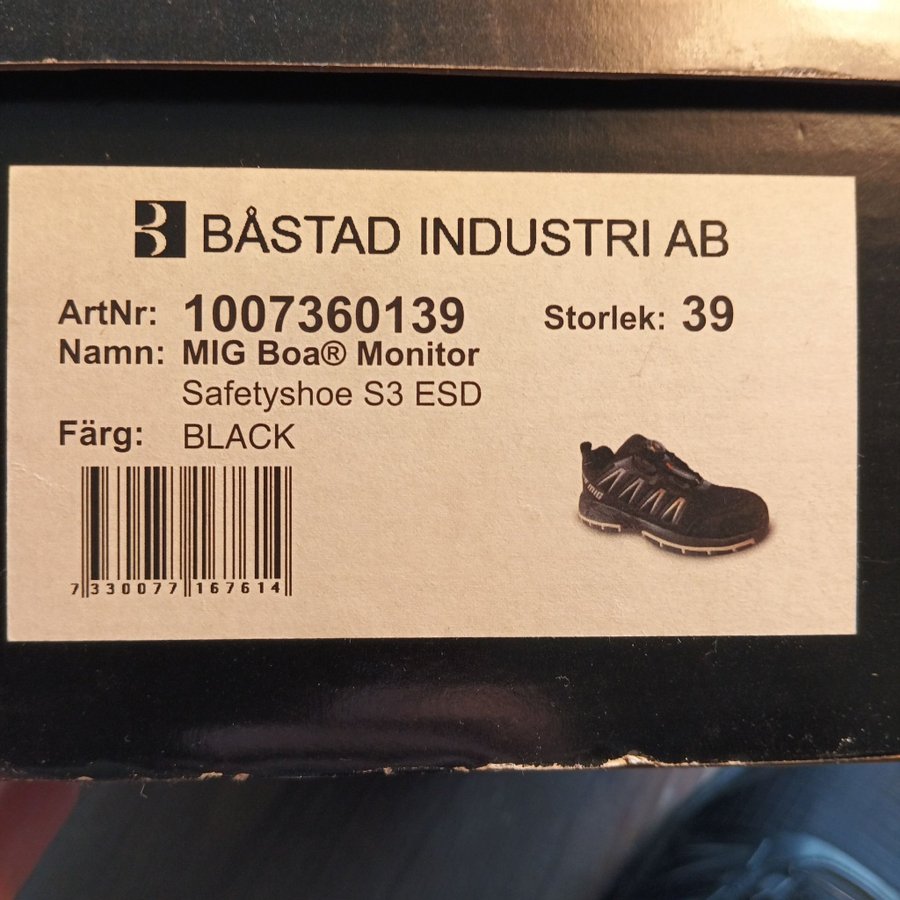 BÅSTAD INDUSTRI AB
ArtNr: 1007360139 Storlek: 39
Namn: MIG Boa® Monitor
Safetyshoe S3 ESD
Färg: BLACK
mig
7 330077 167614